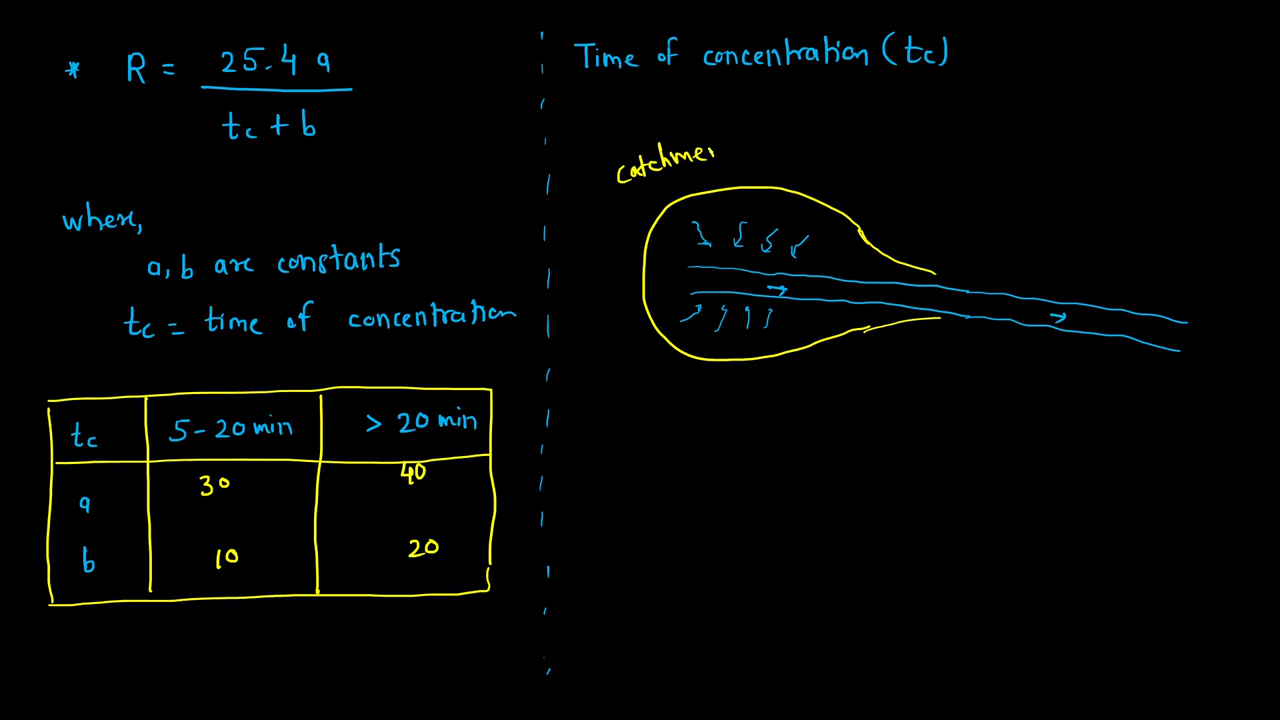 * R = 25.4 a / tc + b
where,
a, b are constants
tc = time of concentration
tc 5-20 min > 20 min
a 30 40
b 10 20
Time of concentration (tc)
catchme